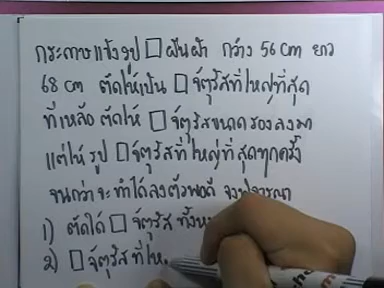 กระดาษแข็งรูป □ ผืนผ้า กว้าง 56 cm ยาว
68 cm ตัดให้เป็น □ จัตุรัสที่ใหญ่ที่สุด
ที่เหลือ ตัดให้ □ จัตุรัสขนาดรองลงมา
แต่ให้ รูป □ จัตุรัสที่ใหญ่ที่สุดทุกครั้ง
จนกว่าจะทำได้ลงตัวพอดี
1) ตัดได้ □ จัตุรัส
2) □ จัตุรัสที่ให